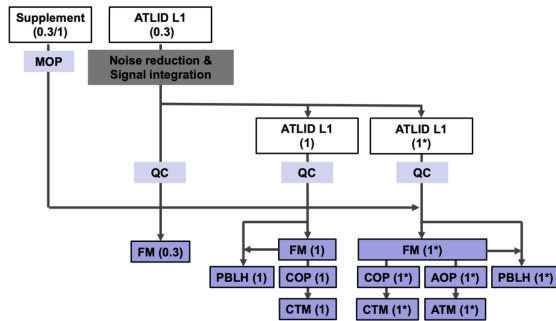 Supplement
(0.3/1)
ATLID L1
(0.3)
MOP
Noise reduction &
Signal integration
ATLID L1
(1)
ATLID L1
(1*)
QC
QC
QC
FM (0.3)
FM (1)
FM (1*)
PBLH (1)
COP (1)
COP (1*)
AOP (1*)
PBLH (1*)
CTM (1)
CTM (1*)
ATM (1*)